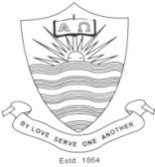 Α Ω
BY LOVE SERVE ONE ANOTHER
Estd. 1864